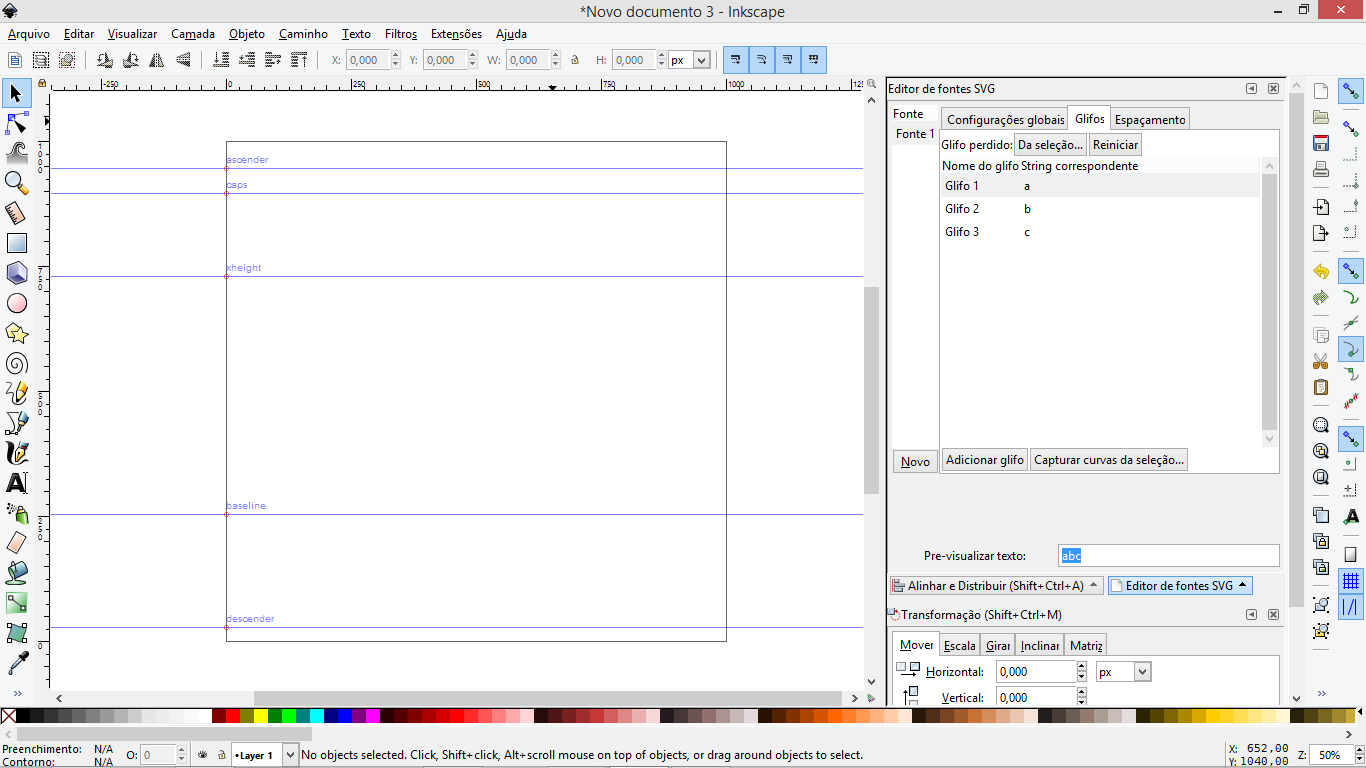 *Novo documento 3 - Inkscape
Arquivo Editar Visualizar Camada Objeto Caminho Texto Filtros Extensões Ajuda
X: 0,000 Y: 0,000 W: 0,000 H: 0,000 px
-250 0 250 500 750 1000 125
Editor de fontes SVG
Fonte
Fonte 1
Configurações globais Glifos Espaçamento
Glifo perdido: Da seleção... Reiniciar
Nome do glifo String correspondente
Glifo 1 a
Glifo 2 b
Glifo 3 c
ascender
caps
xheight
baseline
descender
1000
750
500
250
0
Novo Adicionar glifo Capturar curvas da seleção...
Pre-visualizar texto: abc
Alinhar e Distribuir (Shift+Ctrl+A) Editor de fontes SVG
Transformação (Shift+Ctrl+M)
Mover Escala Girar Inclinar Matriz
Horizontal: 0,000 px
Vertical: 0,000
Preenchimento: N/A
Contorno: N/A
O: 0
•Layer 1
No objects selected. Click, Shift+click, Alt+scroll mouse on top of objects, or drag around objects to select.
X: 652,00
Y: 1040,00
Z: 50%